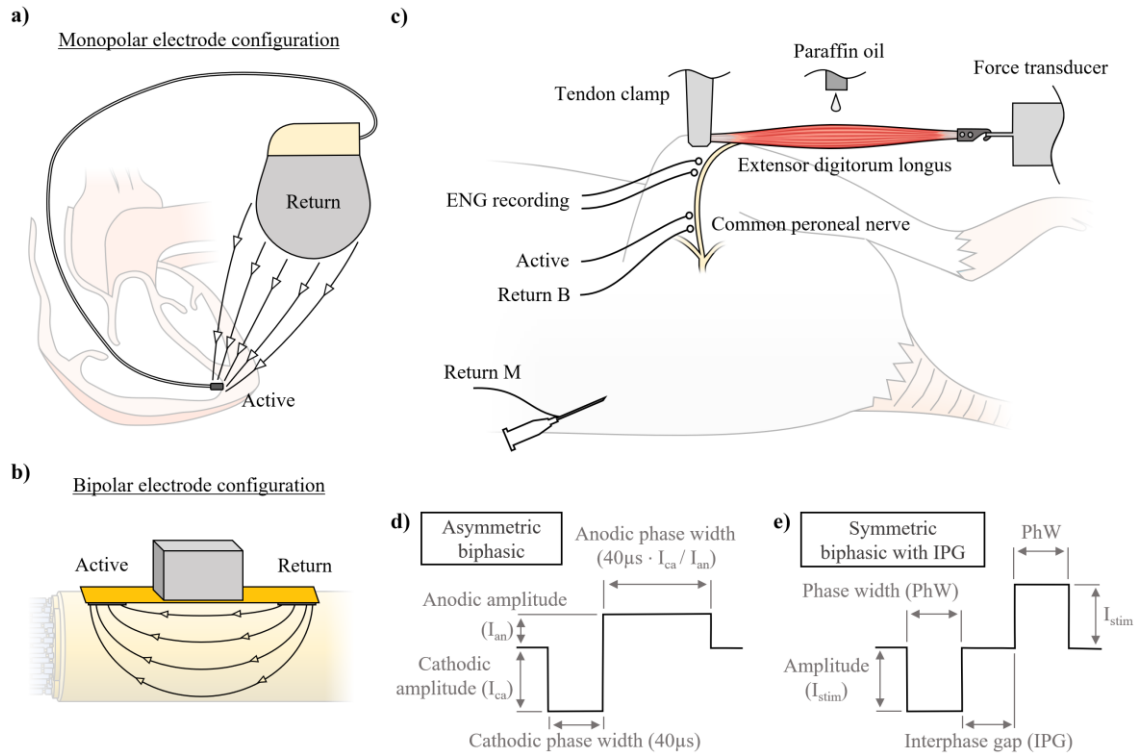 a)
Monopolar electrode configuration
Return
Active
b)
Bipolar electrode configuration
Active
Return
c)
Paraffin oil
Force transducer
Tendon clamp
Extensor digitorum longus
ENG recording
Common peroneal nerve
Active
Return B
Return M
d)
Asymmetric
biphasic
Anodic phase width
(40µs · I_ca / I_an)
Anodic amplitude
(I_an)
Cathodic
amplitude (I_ca)
Cathodic phase width (40µs)
e)
Symmetric
biphasic with IPG
PhW
Phase width (PhW)
I_stim
Amplitude
(I_stim)
Interphase gap (IPG)